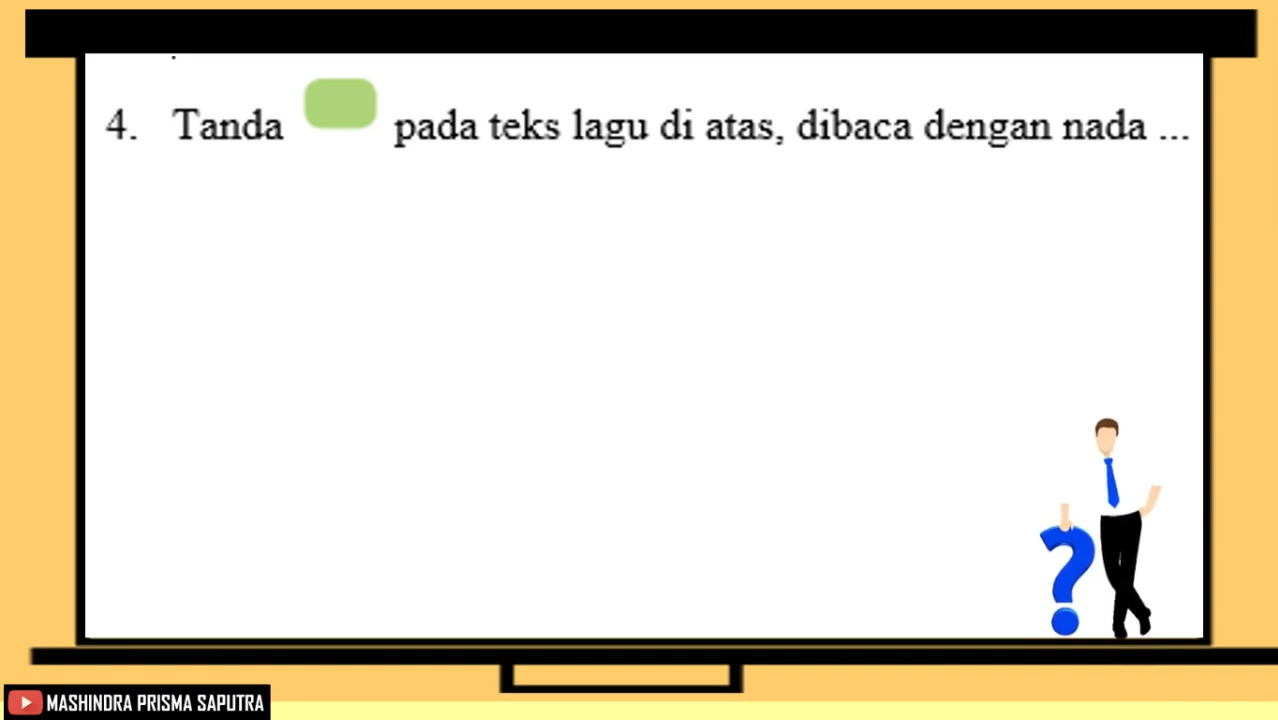 4. Tanda pada teks lagu di atas, dibaca dengan nada ...
MASHINDRA PRISMA SAPUTRA